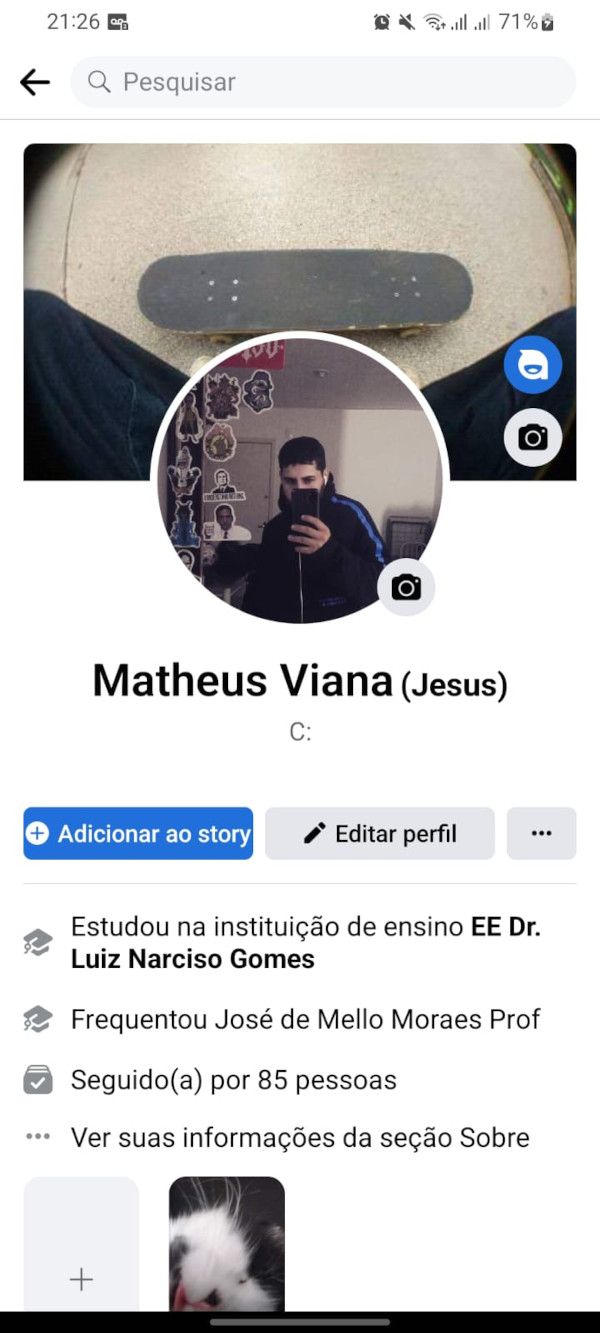 21:26
71%
Pesquisar
Matheus Viana (Jesus)
C:
Adicionar ao story
Editar perfil
Estudou na instituição de ensino EE Dr.
Luiz Narciso Gomes
Frequentou José de Mello Moraes Prof
Seguido(a) por 85 pessoas
Ver suas informações da seção Sobre